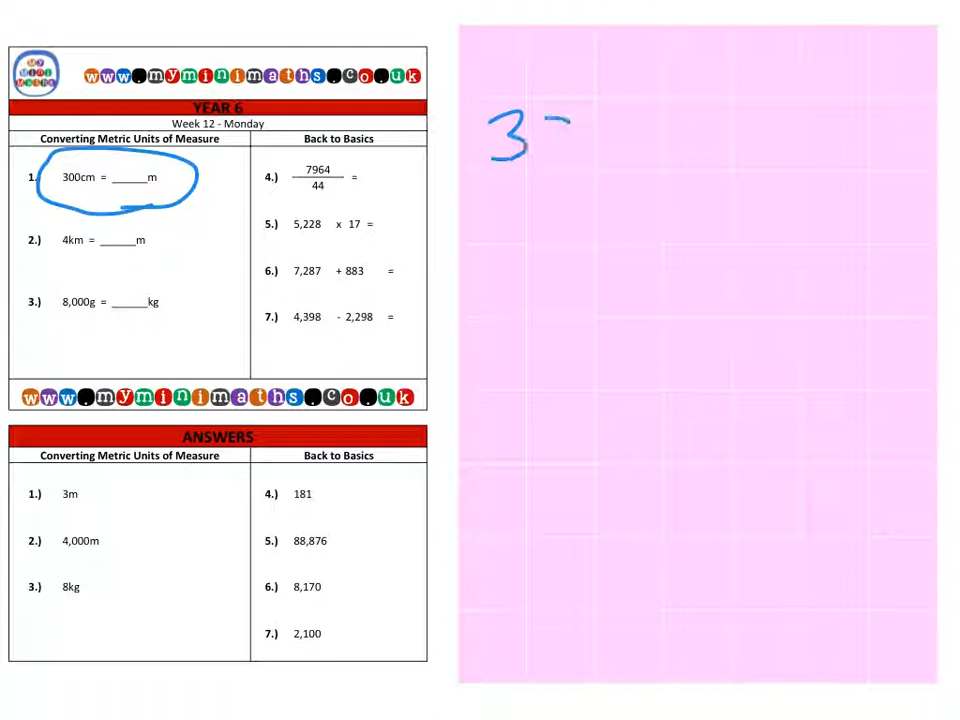 My
Mini
Maths
www.myminimaths.co.uk
YEAR 6
Week 12 - Monday
Converting Metric Units of Measure Back to Basics
1. 300cm = ______m
2.) 4km = ______m
3.) 8,000g = ______kg
4.) 7964
44 =
5.) 5,228 x 17 =
6.) 7,287 + 883 =
7.) 4,398 - 2,298 =
www.myminimaths.co.uk
ANSWERS
Converting Metric Units of Measure Back to Basics
1.) 3m
2.) 4,000m
3.) 8kg
4.) 181
5.) 88,876
6.) 8,170
7.) 2,100
3